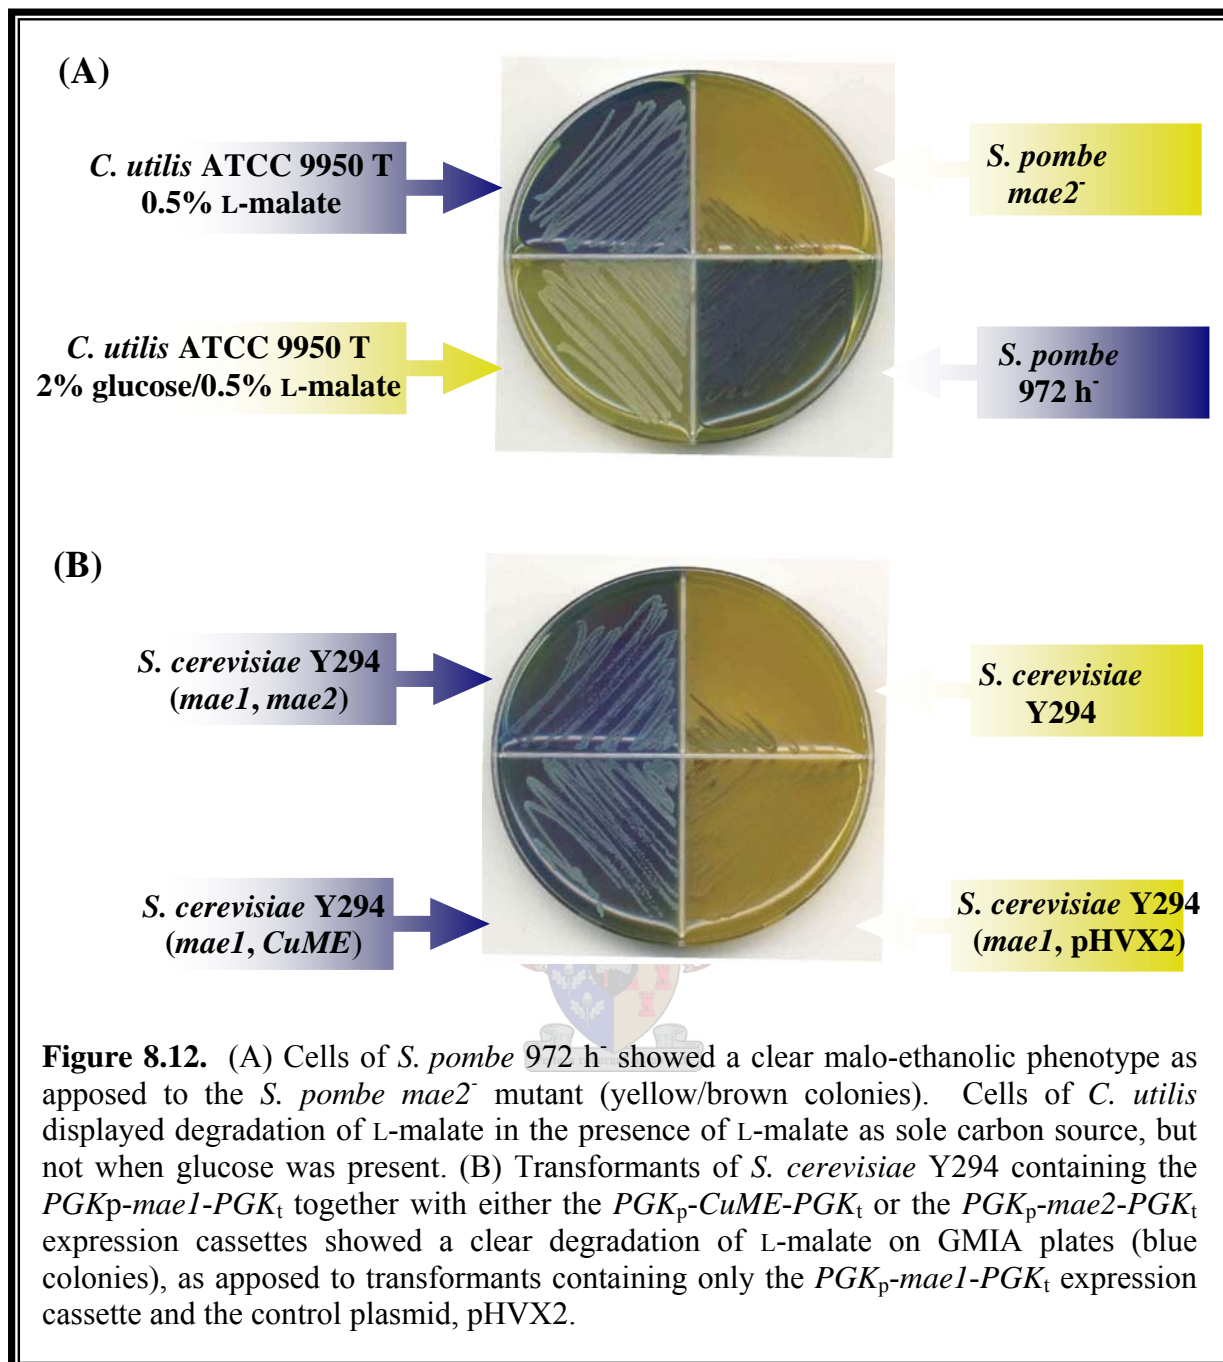 (A)
C. utilis ATCC 9950 T
0.5% L-malate
S. pombe
mae2⁻
C. utilis ATCC 9950 T
2% glucose/0.5% L-malate
S. pombe
972 h⁻
(B)
S. cerevisiae Y294
(mae1, mae2)
S. cerevisiae
Y294
S. cerevisiae Y294
(mae1, CuME)
S. cerevisiae Y294
(mae1, pHVX2)
Figure 8.12. (A) Cells of S. pombe 972 h⁻ showed a clear malo-ethanolic phenotype as
apposed to the S. pombe mae2⁻ mutant (yellow/brown colonies). Cells of C. utilis
displayed degradation of L-malate in the presence of L-malate as sole carbon source, but
not when glucose was present. (B) Transformants of S. cerevisiae Y294 containing the
PGKp-mae1-PGKt together with either the PGKp-CuME-PGKt or the PGKp-mae2-PGKt
expression cassettes showed a clear degradation of L-malate on GMIA plates (blue
colonies), as apposed to transformants containing only the PGKp-mae1-PGKt expression
cassette and the control plasmid, pHVX2.